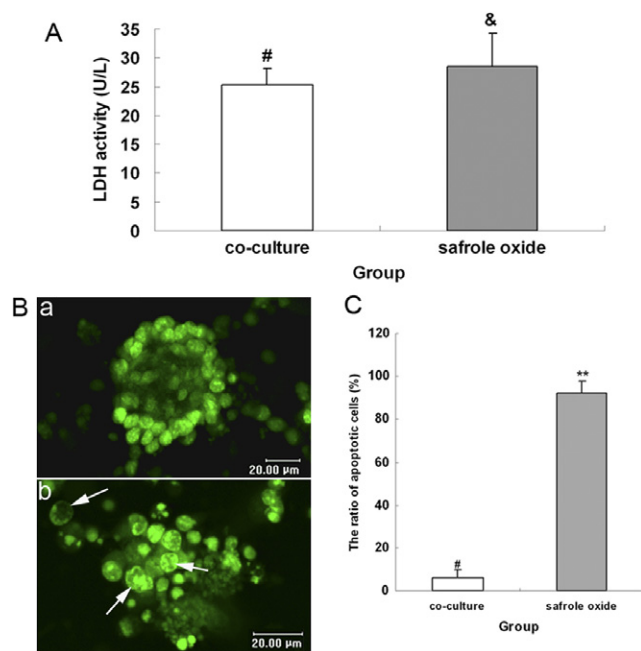 A
LDH activity (U/L)
40
35
30
25
20
15
10
5
0
#
&
co-culture
safrole oxide
Group
B
a
20.00 μm
b
20.00 μm
C
The ratio of apoptotic cells (%)
120
100
80
60
40
20
0
#
**
co-culture
safrole oxide
Group